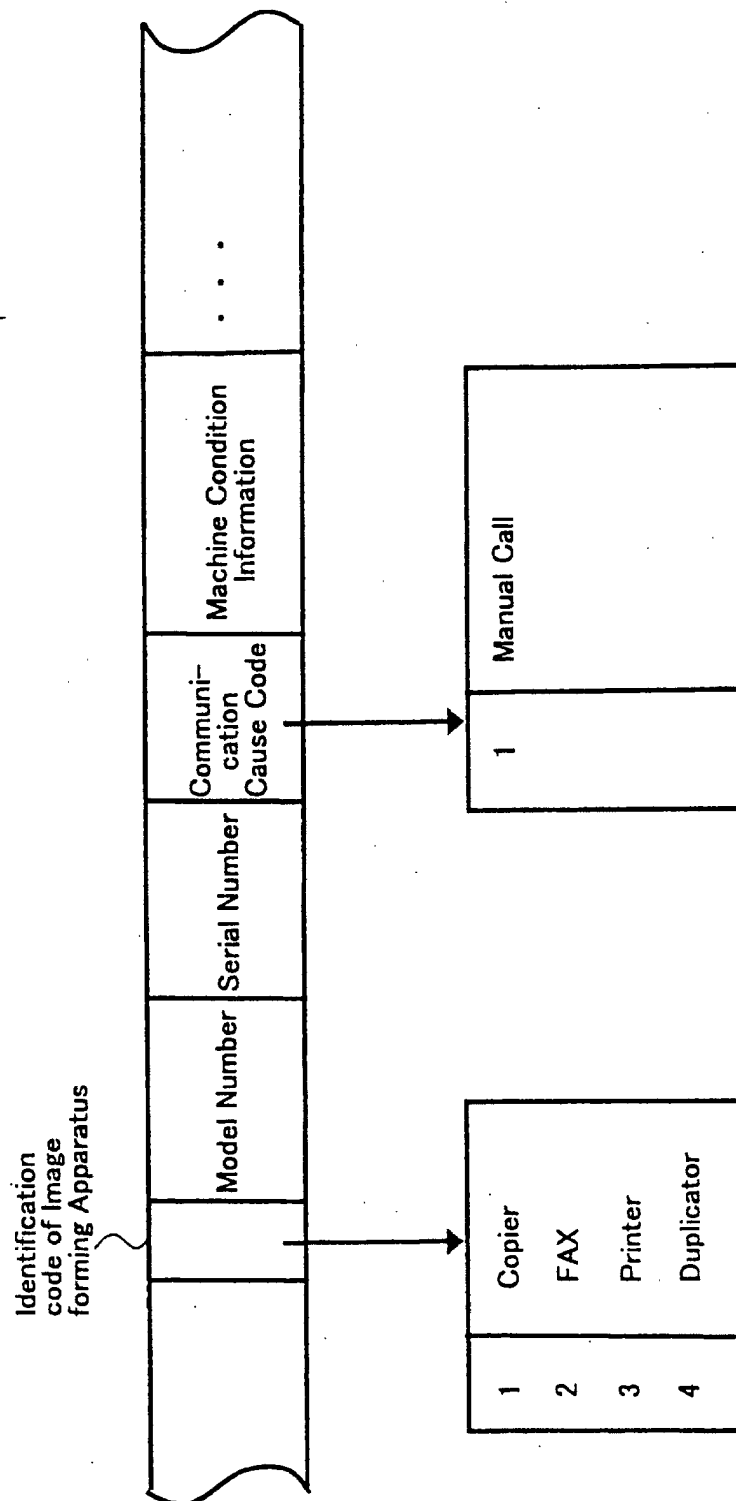 Identification
code of Image
forming Apparatus
Model Number
Serial Number
Communi-
cation
Cause Code
Machine Condition
Information
. . .
1 Copier
2 FAX
3 Printer
4 Duplicator
1 Manual Call